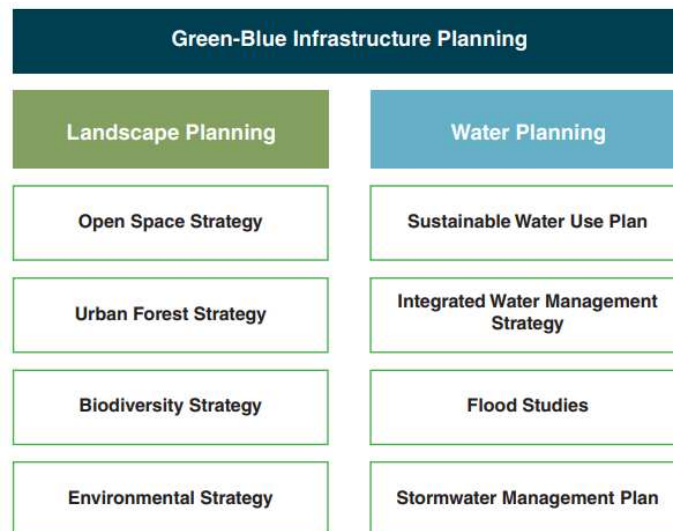 Green-Blue Infrastructure Planning
Landscape Planning
Water Planning
Open Space Strategy
Sustainable Water Use Plan
Urban Forest Strategy
Integrated Water Management
Strategy
Biodiversity Strategy
Flood Studies
Environmental Strategy
Stormwater Management Plan